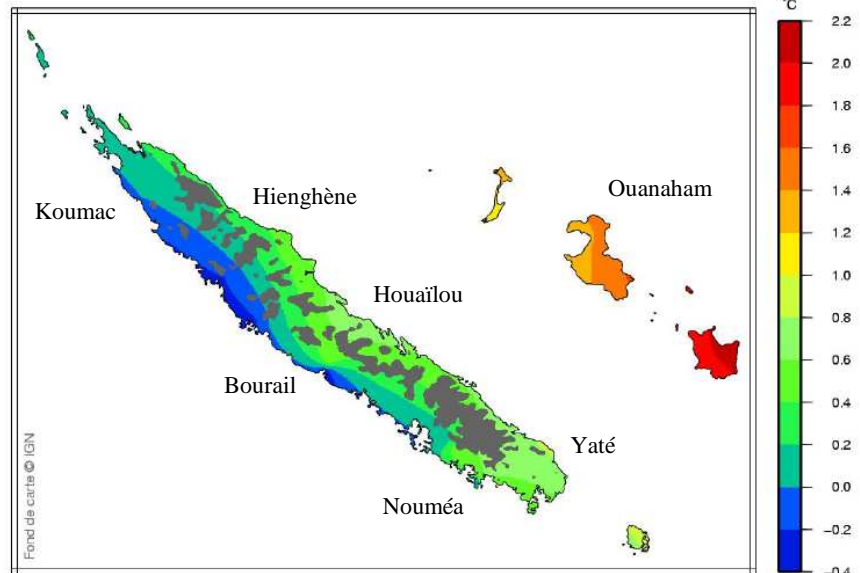 °C
2.2
2.0
1.8
1.6
1.4
1.2
1.0
0.8
0.6
0.4
0.2
0.0
-0.2
-0.4
Ouanaham
Hienghène
Koumac
Houaïlou
Bourail
Yaté
Nouméa
Fond de carte © IGN